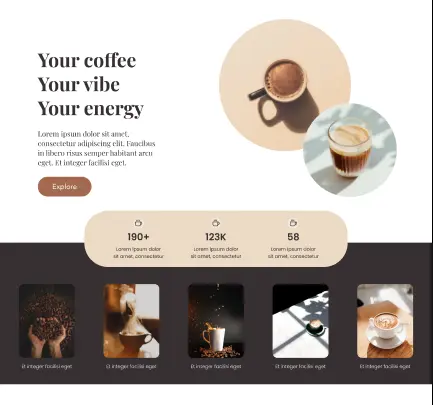 Your coffee
Your vibe
Your energy
Lorem ipsum dolor sit amet,
consectetur adipiscing elit. Faucibus
in libero risus semper habitant arcu
eget. Et integer facilisi eget.
Explore
190+
Lorem ipsum dolor
sit amet, consectetur
123K
Lorem ipsum dolor
sit amet, consectetur
58
Lorem ipsum dolor
sit amet, consectetur
Et integer facilisi eget
Et integer facilisi eget
Et integer facilisi eget
Et integer facilisi eget
Et integer facilisi eget